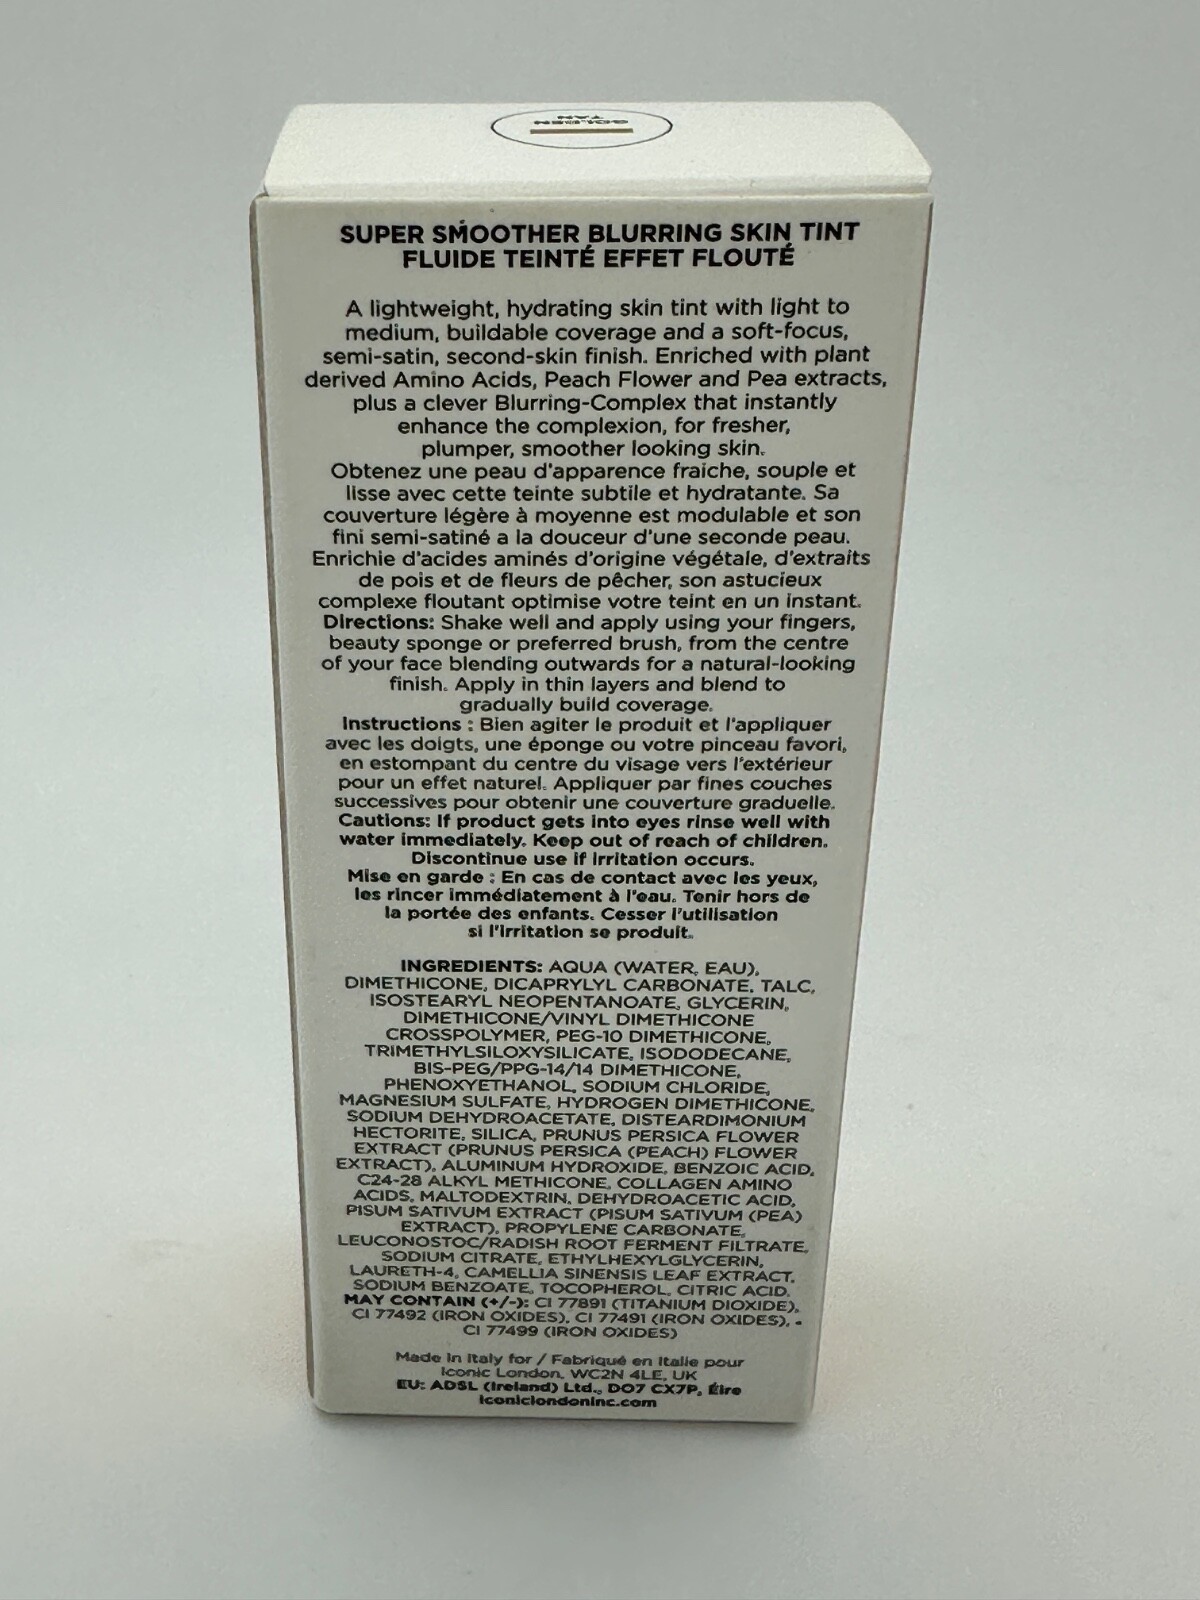 GOLDEN
TAN
SUPER SMOOTHER BLURRING SKIN TINT
FLUIDE TEINTÉ EFFET FLOUTÉ
A lightweight, hydrating skin tint with light to
medium, buildable coverage and a soft-focus,
semi-satin, second-skin finish. Enriched with plant
derived Amino Acids, Peach Flower and Pea extracts,
plus a clever Blurring-Complex that instantly
enhance the complexion, for fresher,
plumper, smoother looking skin.
Obtenez une peau d'apparence fraiche, souple et
lisse avec cette teinte subtile et hydratante. Sa
couverture légère à moyenne est modulable et son
fini semi-satiné a la douceur d'une seconde peau.
Enrichie d'acides aminés d'origine végétale, d'extraits
de pois et de fleurs de pêcher, son astucieux
complexe floutant optimise votre teint en un instant.
Directions: Shake well and apply using your fingers,
beauty sponge or preferred brush, from the centre
of your face blending outwards for a natural-looking
finish. Apply in thin layers and blend to
gradually build coverage.
Instructions : Bien agiter le produit et l'appliquer
avec les doigts, une éponge ou votre pinceau favori,
en estompant du centre du visage vers l'extérieur
pour un effet naturel. Appliquer par fines couches
successives pour obtenir une couverture graduelle.
Cautions: If product gets into eyes rinse well with
water immediately. Keep out of reach of children.
Discontinue use if irritation occurs.
Mise en garde : En cas de contact avec les yeux,
les rincer immédiatement à l'eau. Tenir hors de
la portée des enfants. Cesser l'utilisation
si l'irritation se produit.
INGREDIENTS: AQUA (WATER, EAU),
DIMETHICONE, DICAPRYLYL CARBONATE, TALC,
ISOSTEARYL NEOPENTANOATE, GLYCERIN,
DIMETHICONE/VINYL DIMETHICONE
CROSSPOLYMER, PEG-10 DIMETHICONE,
TRIMETHYLSILOXYSILICATE, ISODODECANE,
BIS-PEG/PPG-14/14 DIMETHICONE,
PHENOXYETHANOL, SODIUM CHLORIDE,
MAGNESIUM SULFATE, HYDROGEN DIMETHICONE,
SODIUM DEHYDROACETATE, DISTEARDIMONIUM
HECTORITE, SILICA, PRUNUS PERSICA FLOWER
EXTRACT (PRUNUS PERSICA (PEACH) FLOWER
EXTRACT), ALUMINUM HYDROXIDE, BENZOIC ACID,
C24-28 ALKYL METHICONE, COLLAGEN AMINO
ACIDS, MALTODEXTRIN, DEHYDROACETIC ACID,
PISUM SATIVUM EXTRACT (PISUM SATIVUM (PEA)
EXTRACT), PROPYLENE CARBONATE,
LEUCONOSTOC/RADISH ROOT FERMENT FILTRATE,
SODIUM CITRATE, ETHYLHEXYLGLYCERIN,
LAURETH-4, CAMELLIA SINENSIS LEAF EXTRACT,
SODIUM BENZOATE, TOCOPHEROL, CITRIC ACID.
MAY CONTAIN (+/-): CI 77891 (TITANIUM DIOXIDE),
CI 77492 (IRON OXIDES), CI 77491 (IRON OXIDES),
CI 77499 (IRON OXIDES)
Made in Italy for / Fabriqué en Italie pour
Iconic London, WC2N 4LE, UK
EU: ADSL (Ireland) Ltd., DO7 CX7P, Éire
iconiclondoninc.com